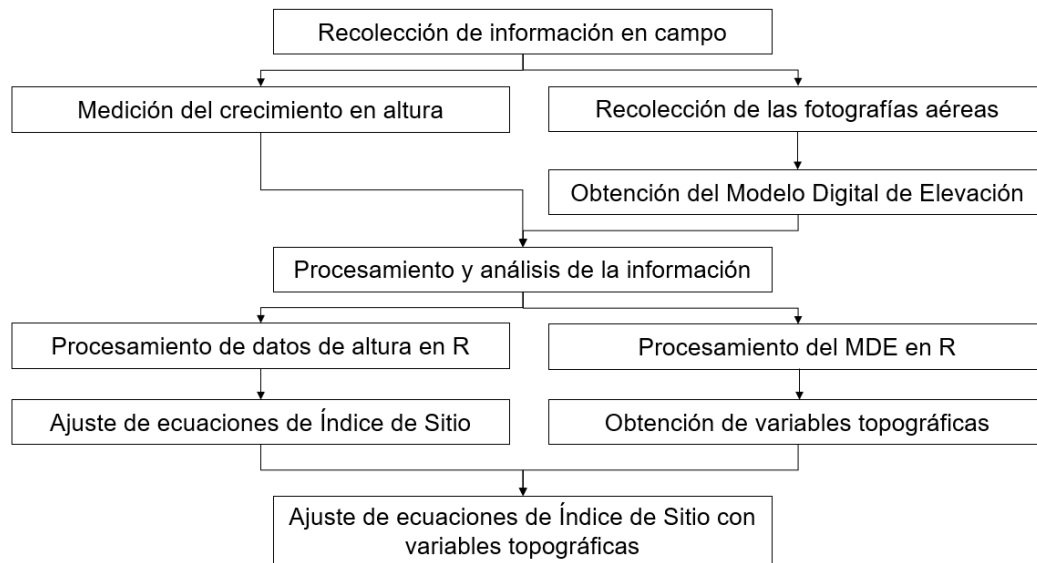 Recolección de información en campo
Medición del crecimiento en altura
Recolección de las fotografías aéreas
Obtención del Modelo Digital de Elevación
Procesamiento y análisis de la información
Procesamiento de datos de altura en R
Procesamiento del MDE en R
Ajuste de ecuaciones de Índice de Sitio
Obtención de variables topográficas
Ajuste de ecuaciones de Índice de Sitio con
variables topográficas